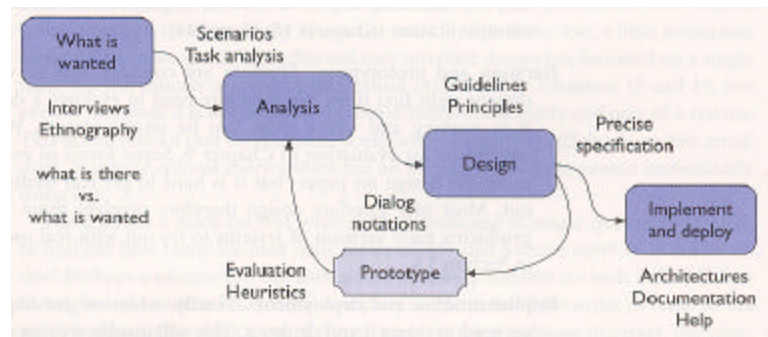 What is
wanted
Scenarios
Task analysis
Interviews
Ethnography
what is there
vs.
what is wanted
Analysis
Guidelines
Principles
Design
Precise
specification
Dialog
notations
Evaluation
Heuristics
Prototype
Implement
and deploy
Architectures
Documentation
Help